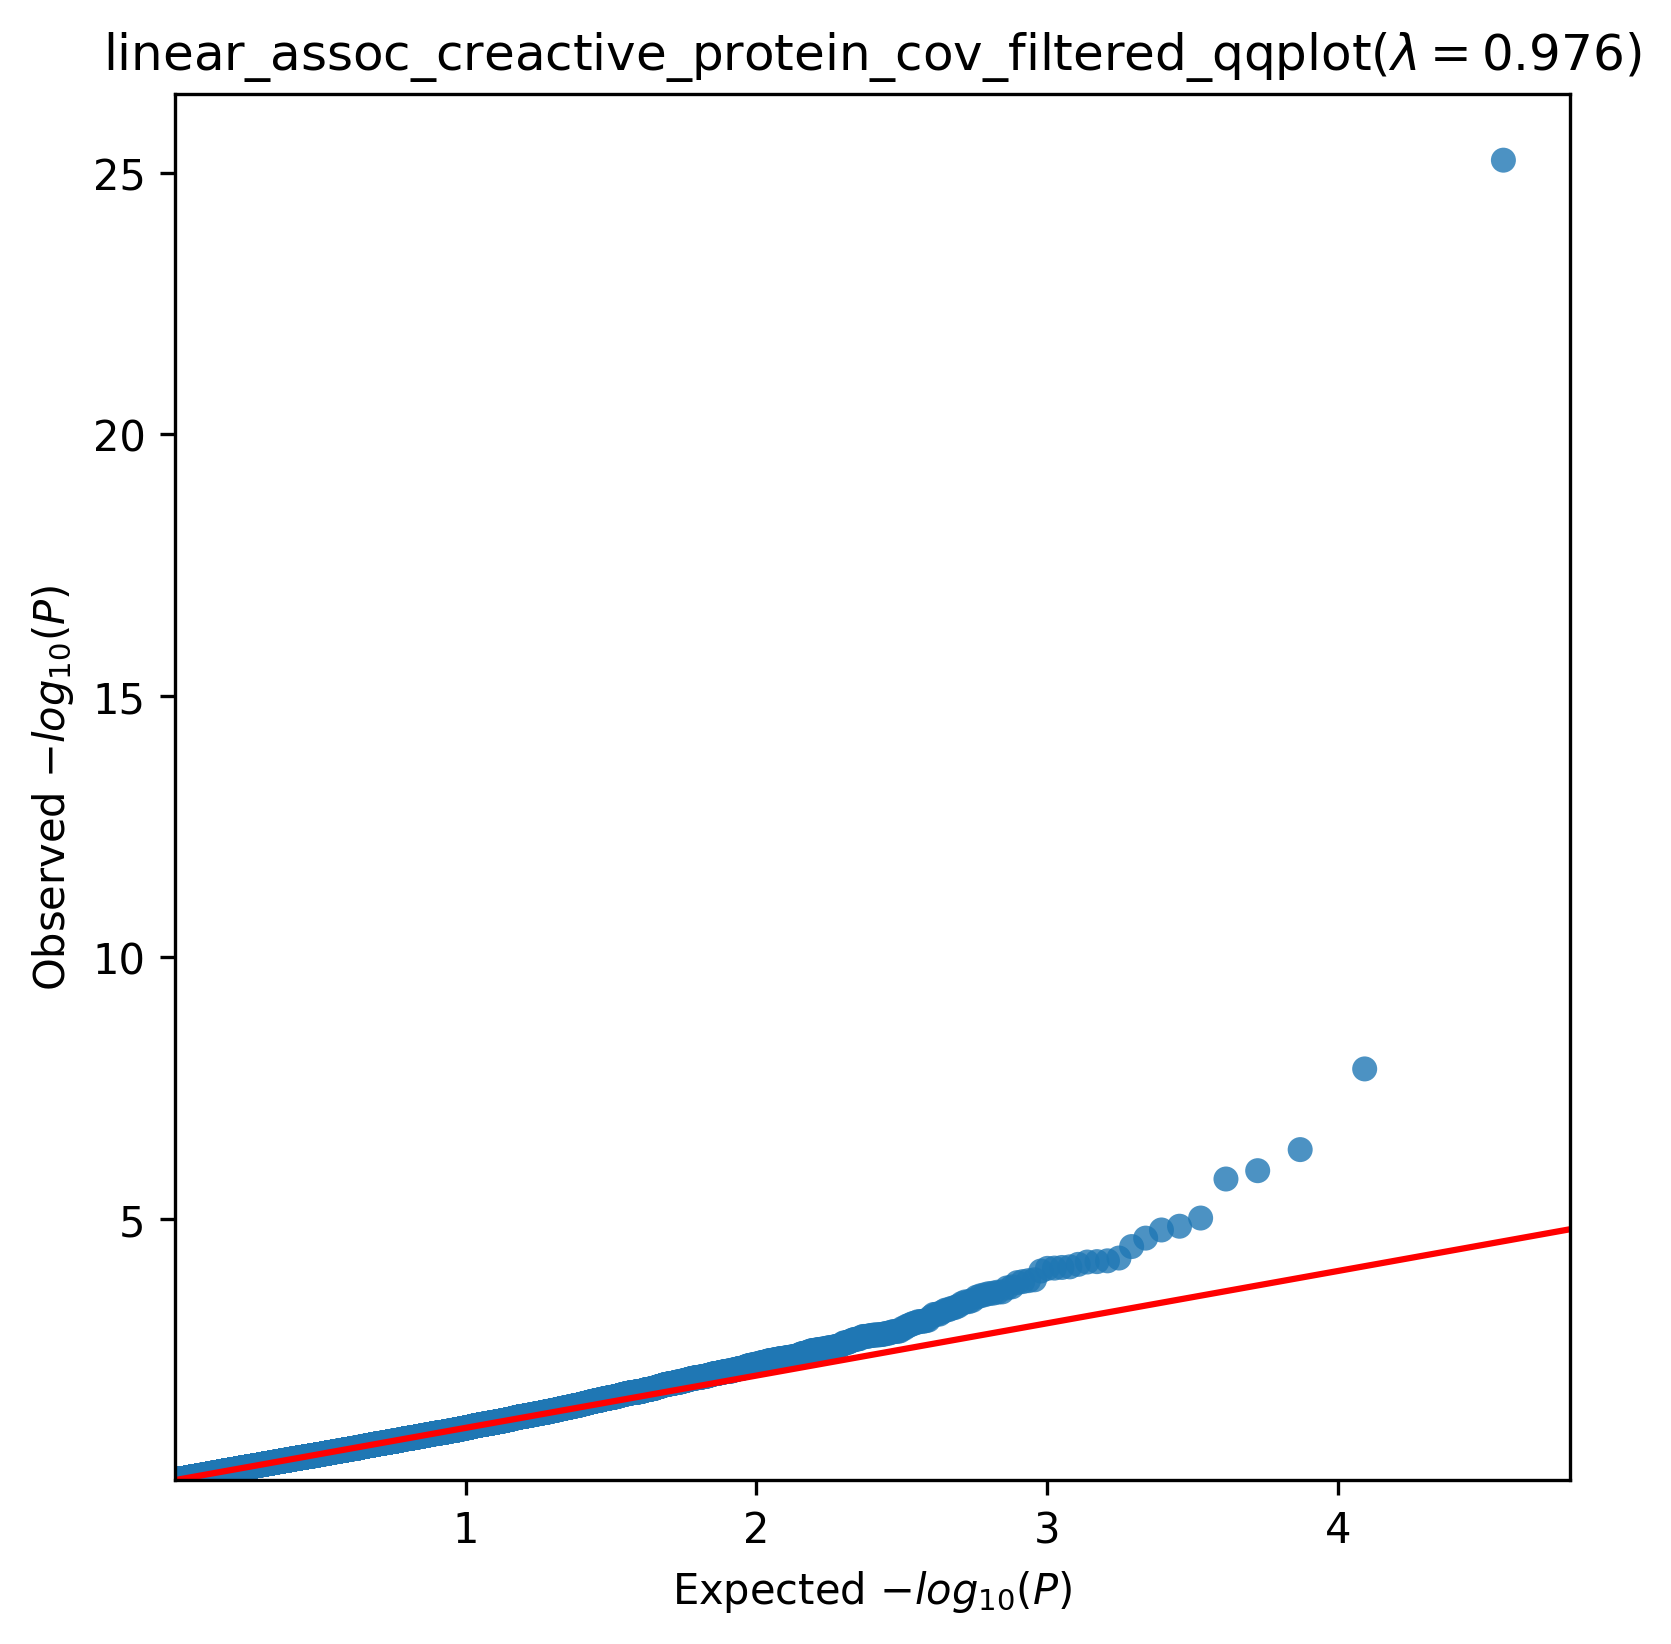 linear_assoc_creactive_protein_cov_filtered_qqplot(λ = 0.976)
25
20
15
10
5
Observed −log₁₀(P)
1 2 3 4
Expected −log₁₀(P)